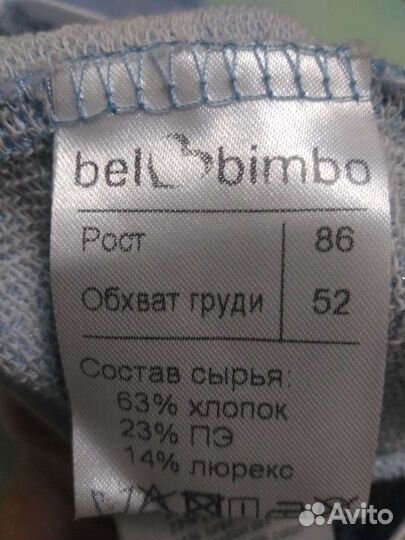 bel bimbo
Рост 86
Обхват груди 52
Состав сырья:
63% хлопок
23% ПЭ
14% люрекс
Avito